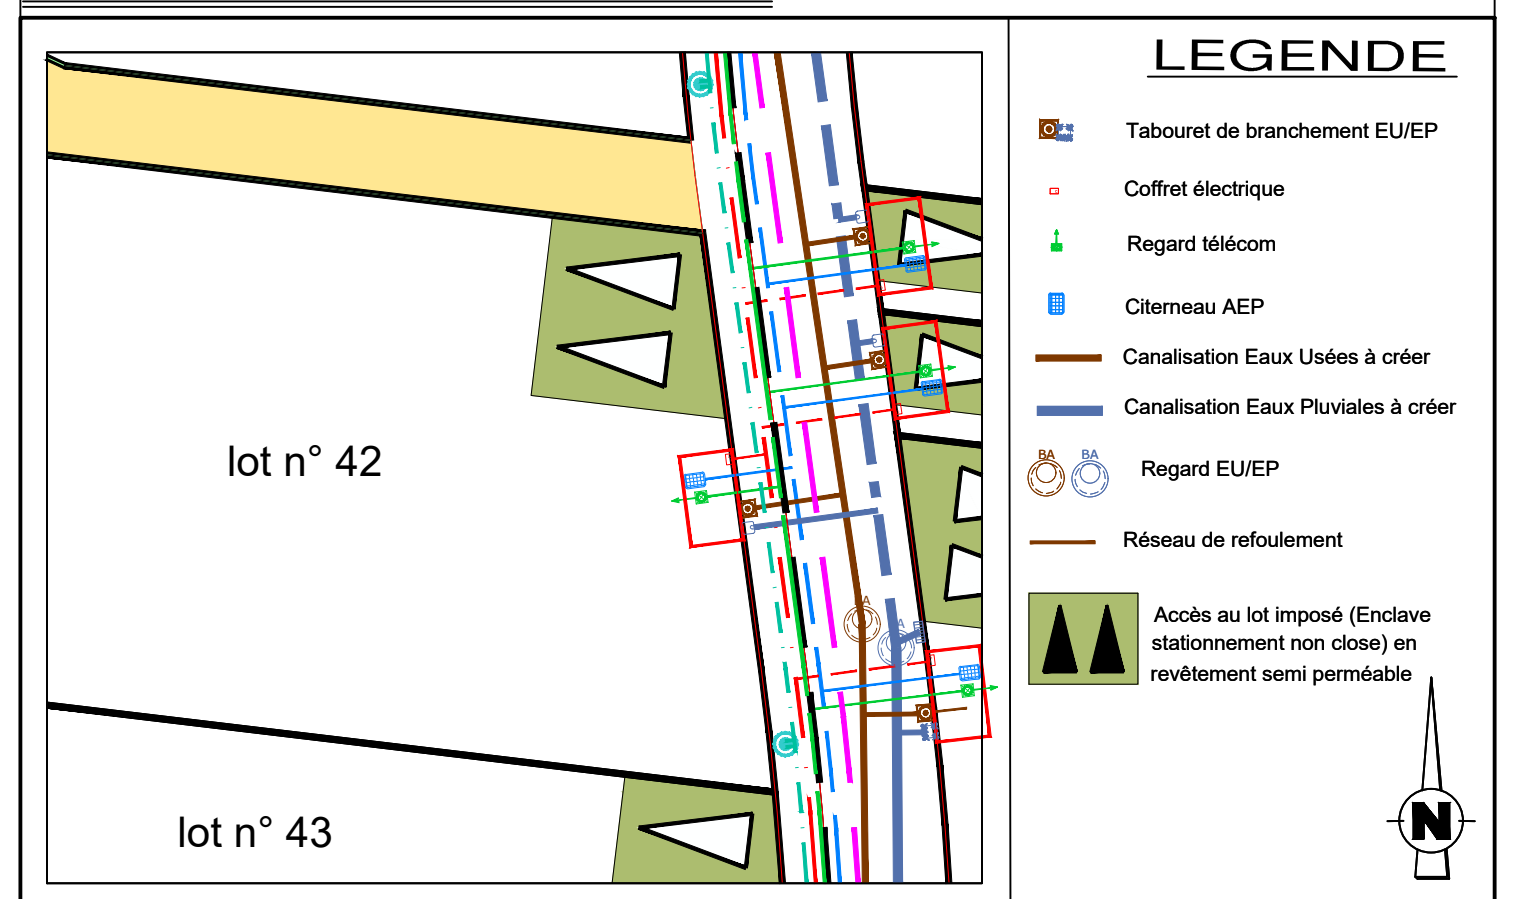 LEGENDE
Tabouret de branchement EU/EP
Coffret électrique
Regard télécom
Citerneau AEP
Canalisation Eaux Usées à créer
Canalisation Eaux Pluviales à créer
BA BA
Regard EU/EP
Réseau de refoulement
Accès au lot imposé (Enclave
stationnement non close) en
revêtement semi perméable
N
lot n° 42
lot n° 43
A
A